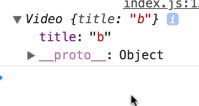 index.js:1
▼Video {title: "b"} i
title: "b"
▶__proto__: Object